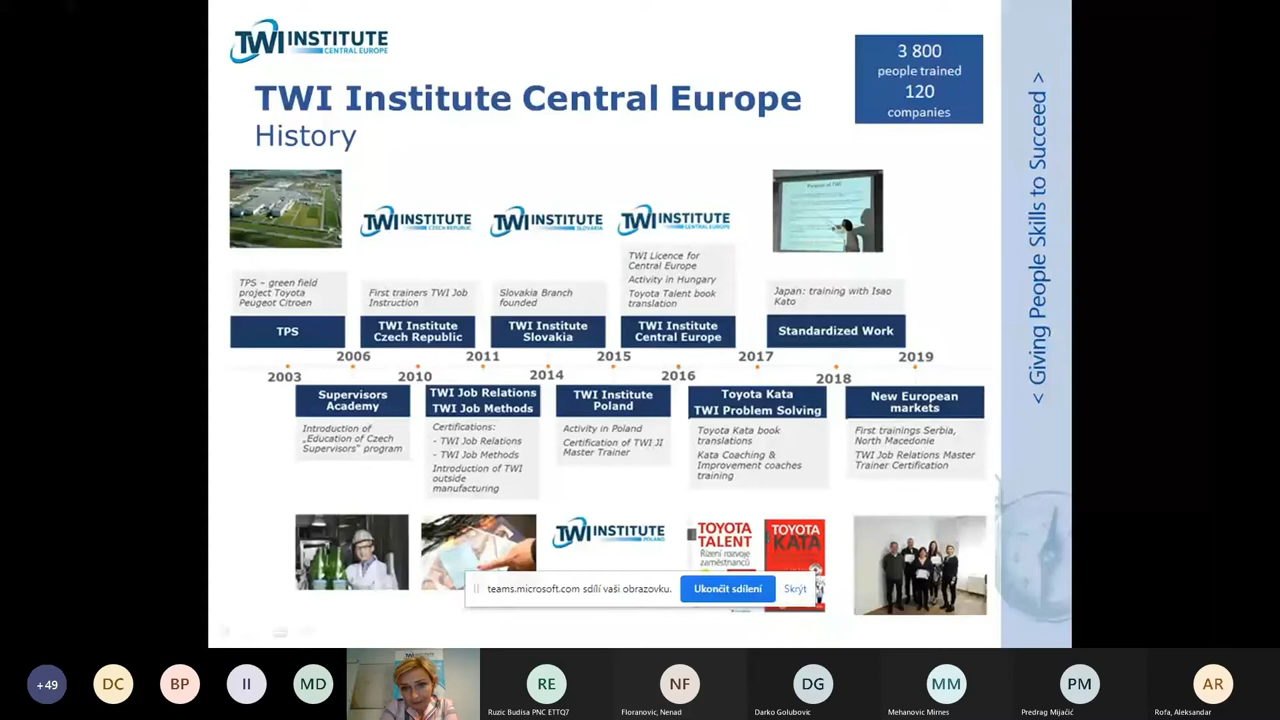 TWI INSTITUTE
CENTRAL EUROPE
3 800
people trained
120
companies
TWI Institute Central Europe
History
< Giving People Skills to Succeed >
TWI INSTITUTE
CZECH REPUBLIC
TWI INSTITUTE
SLOVAKIA
TWI INSTITUTE
CENTRAL EUROPE
Purpose of TWI
TPS – green field
project Toyota
Peugeot Citroen
TPS
First trainers TWI Job
Instruction
TWI Institute
Czech Republic
Slovakia Branch
founded
TWI Institute
Slovakia
TWI Licence for
Central Europe
Activity in Hungary
Toyota Talent book
translation
TWI Institute
Central Europe
Japan: training with Isao
Kato
Standardized Work
2006
2011
2015
2017
2019
2003
2010
2014
2016
2018
Supervisors
Academy
Introduction of
„Education of Czech
Supervisors" program
TWI Job Relations
TWI Job Methods
Certifications:
- TWI Job Relations
- TWI Job Methods
Introduction of TWI
outside
manufacturing
TWI Institute
Poland
Activity in Poland
Certification of TWI JI
Master Trainer
Toyota Kata
TWI Problem Solving
Toyota Kata book
translations
Kata Coaching &
Improvement coaches
training
New European
markets
First trainings Serbia,
North Macedonie
TWI Job Relations Master
Trainer Certification
TWI INSTITUTE
POLAND
TOYOTA
TALENT
Řízení rozvoje
zaměstnanců
TOYOTA
KATA
teams.microsoft.com sdílí vaši obrazovku.
Ukončit sdílení
Skrýt
+49
DC
BP
II
MD
TWI INSTITUTE
RE
NF
DG
MM
PM
AR
Ruzic Budisa PNC ETTQ7
Floranovic, Nenad
Darko Golubovic
Mehanovic Mirnes
Predrag Mijačić
Rofa, Aleksandar